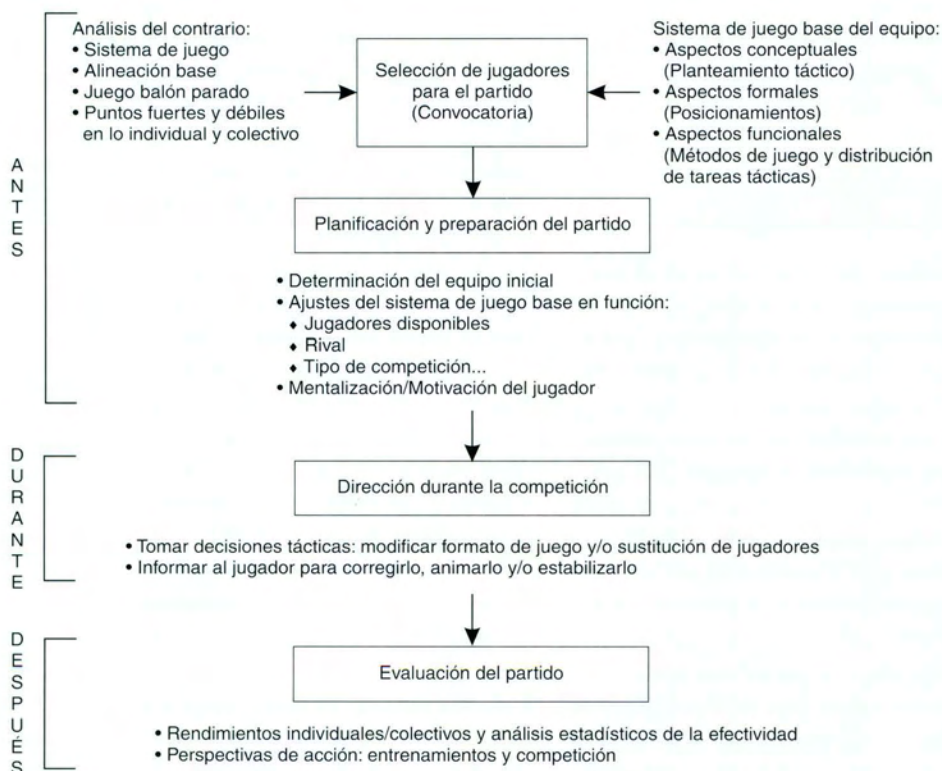 Análisis del contrario:
• Sistema de juego
• Alineación base
• Juego balón parado
• Puntos fuertes y débiles
en lo individual y colectivo
Selección de jugadores
para el partido
(Convocatoria)
Sistema de juego base del equipo:
• Aspectos conceptuales
(Planteamiento táctico)
• Aspectos formales
(Posicionamientos)
• Aspectos funcionales
(Métodos de juego y distribución
de tareas tácticas)
ANTES
Planificación y preparación del partido
• Determinación del equipo inicial
• Ajustes del sistema de juego base en función:
♦ Jugadores disponibles
♦ Rival
♦ Tipo de competición...
• Mentalización/Motivación del jugador
DURANTE
Dirección durante la competición
• Tomar decisiones tácticas: modificar formato de juego y/o sustitución de jugadores
• Informar al jugador para corregirlo, animarlo y/o estabilizarlo
DESPUÉS
Evaluación del partido
• Rendimientos individuales/colectivos y análisis estadísticos de la efectividad
• Perspectivas de acción: entrenamientos y competición